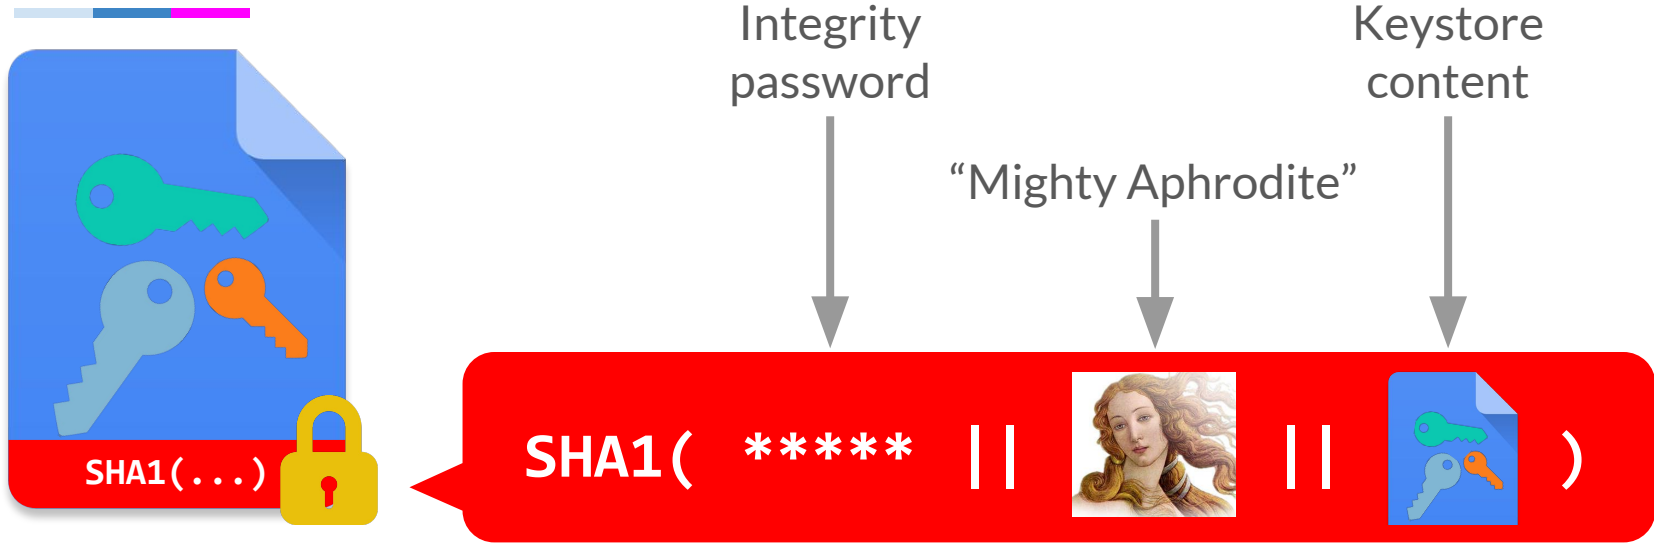 Integrity
password
Keystore
content
“Mighty Aphrodite”
SHA1( ***** || || )
SHA1(...)